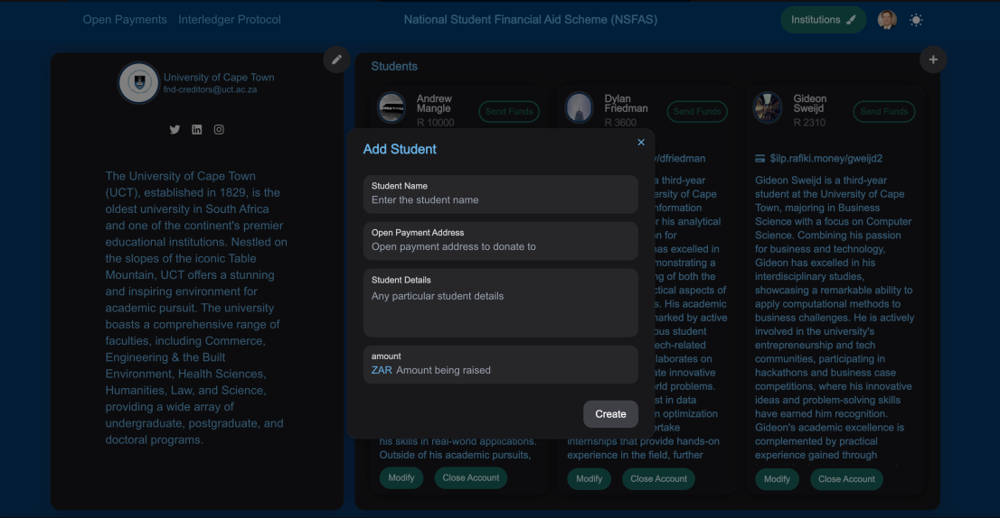 Open Payments Interledger Protocol National Student Financial Aid Scheme (NSFAS) Institutions
University of Cape Town
fnd-creditors@uct.ac.za
The University of Cape Town
(UCT), established in 1829, is the
oldest university in South Africa
and one of the continent's premier
educational institutions. Nestled on
the slopes of the iconic Table
Mountain, UCT offers a stunning
and inspiring environment for
academic pursuit. The university
boasts a comprehensive range of
faculties, including Commerce,
Engineering & the Built
Environment, Health Sciences,
Humanities, Law, and Science,
providing a wide array of
undergraduate, postgraduate, and
doctoral programs.
Students
Andrew
Mangle
R 10000
Send Funds
his skills in real-world applications.
Outside of his academic pursuits,
Modify Close Account
Dylan
Friedman
R 3600
Send Funds
/dfriedman
a third-year
ersity of Cape
nformation
r his analytical
n for
has excelled in
monstrating a
ng of both the
ctical aspects of
s. His academic
marked by active
ous student
ech-related
llaborates on
ate innovative
rld problems.
st in data
n optimization
ertake
internships that provide hands-on
experience in the field, further
Modify Close Account
Gideon
Sweijd
R 2310
Send Funds
$ilp.rafiki.money/gweijd2
Gideon Sweijd is a third-year
student at the University of Cape
Town, majoring in Business
Science with a focus on Computer
Science. Combining his passion
for business and technology,
Gideon has excelled in his
interdisciplinary studies,
showcasing a remarkable ability to
apply computational methods to
business challenges. He is actively
involved in the university's
entrepreneurship and tech
communities, participating in
hackathons and business case
competitions, where his innovative
ideas and problem-solving skills
have earned him recognition.
Gideon's academic excellence is
complemented by practical
experience gained through
Modify Close Account
Add Student
Student Name
Enter the student name
Open Payment Address
Open payment address to donate to
Student Details
Any particular student details
amount
ZAR Amount being raised
Create